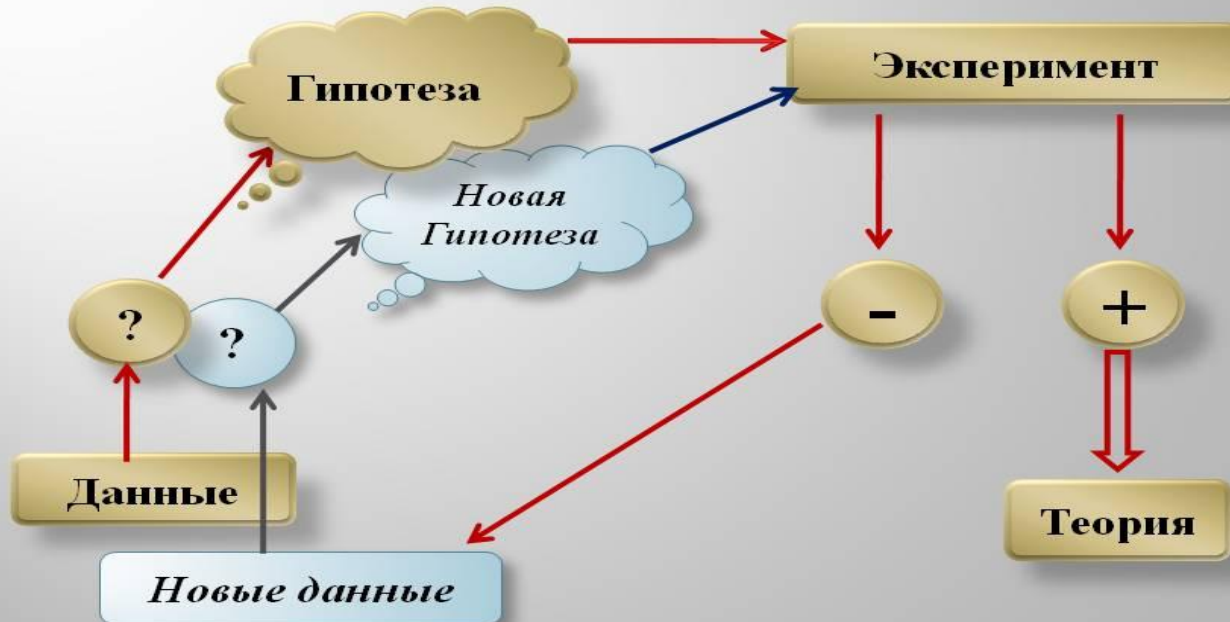 Гипотеза
Эксперимент
Новая
Гипотеза
?
?
-
+
Данные
Теория
Новые данные